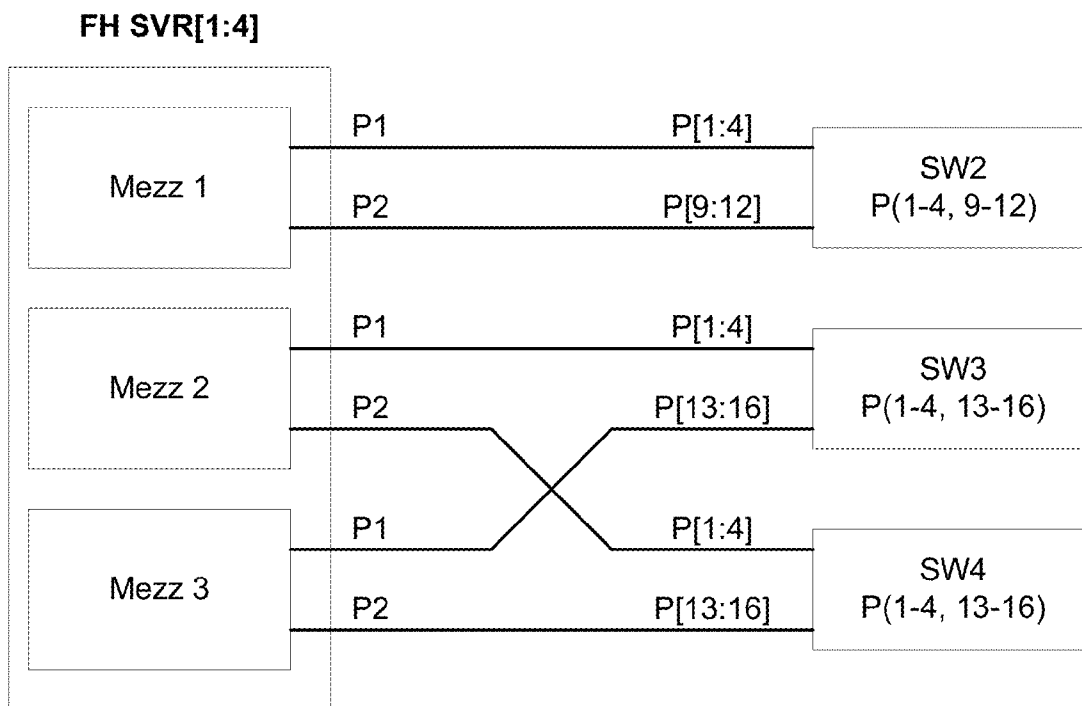 FH SVR[1:4]
P1
P[1:4]
Mezz 1
SW2
P(1-4, 9-12)
P2
P[9:12]
P1
P[1:4]
Mezz 2
SW3
P(1-4, 13-16)
P2
P[13:16]
P1
P[1:4]
Mezz 3
SW4
P(1-4, 13-16)
P2
P[13:16]